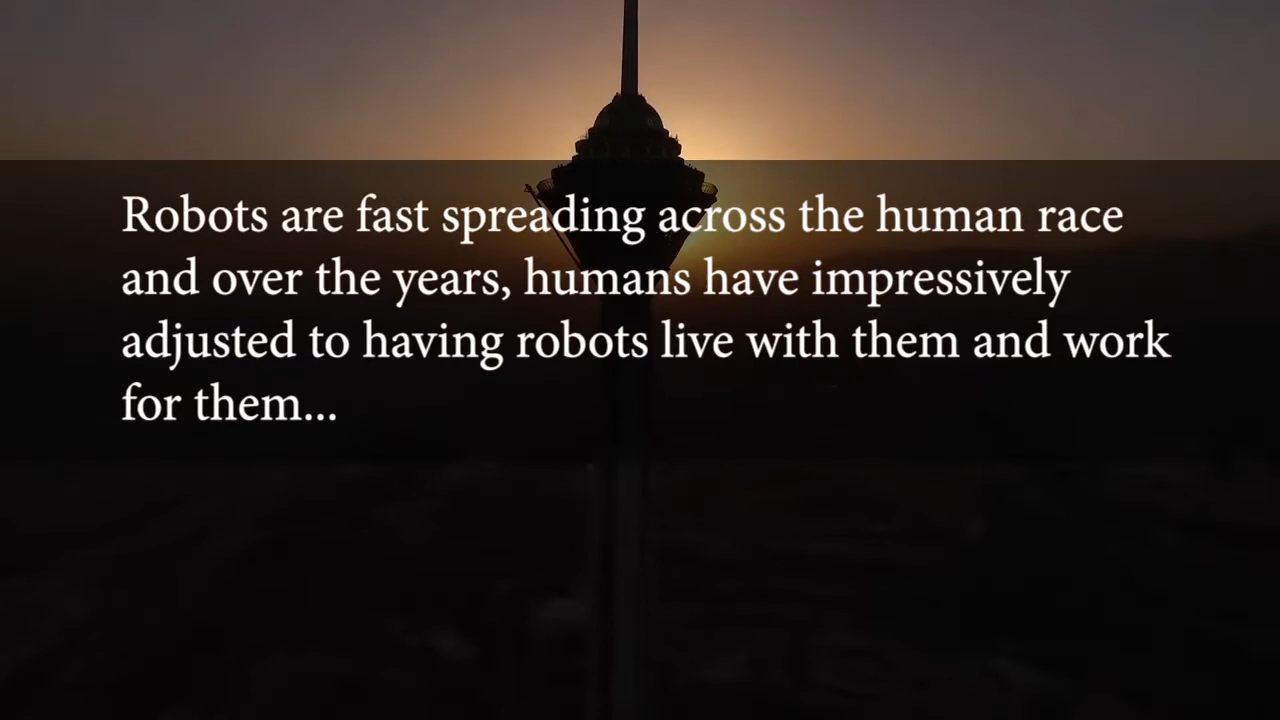 Robots are fast spreading across the human race
and over the years, humans have impressively
adjusted to having robots live with them and work
for them...